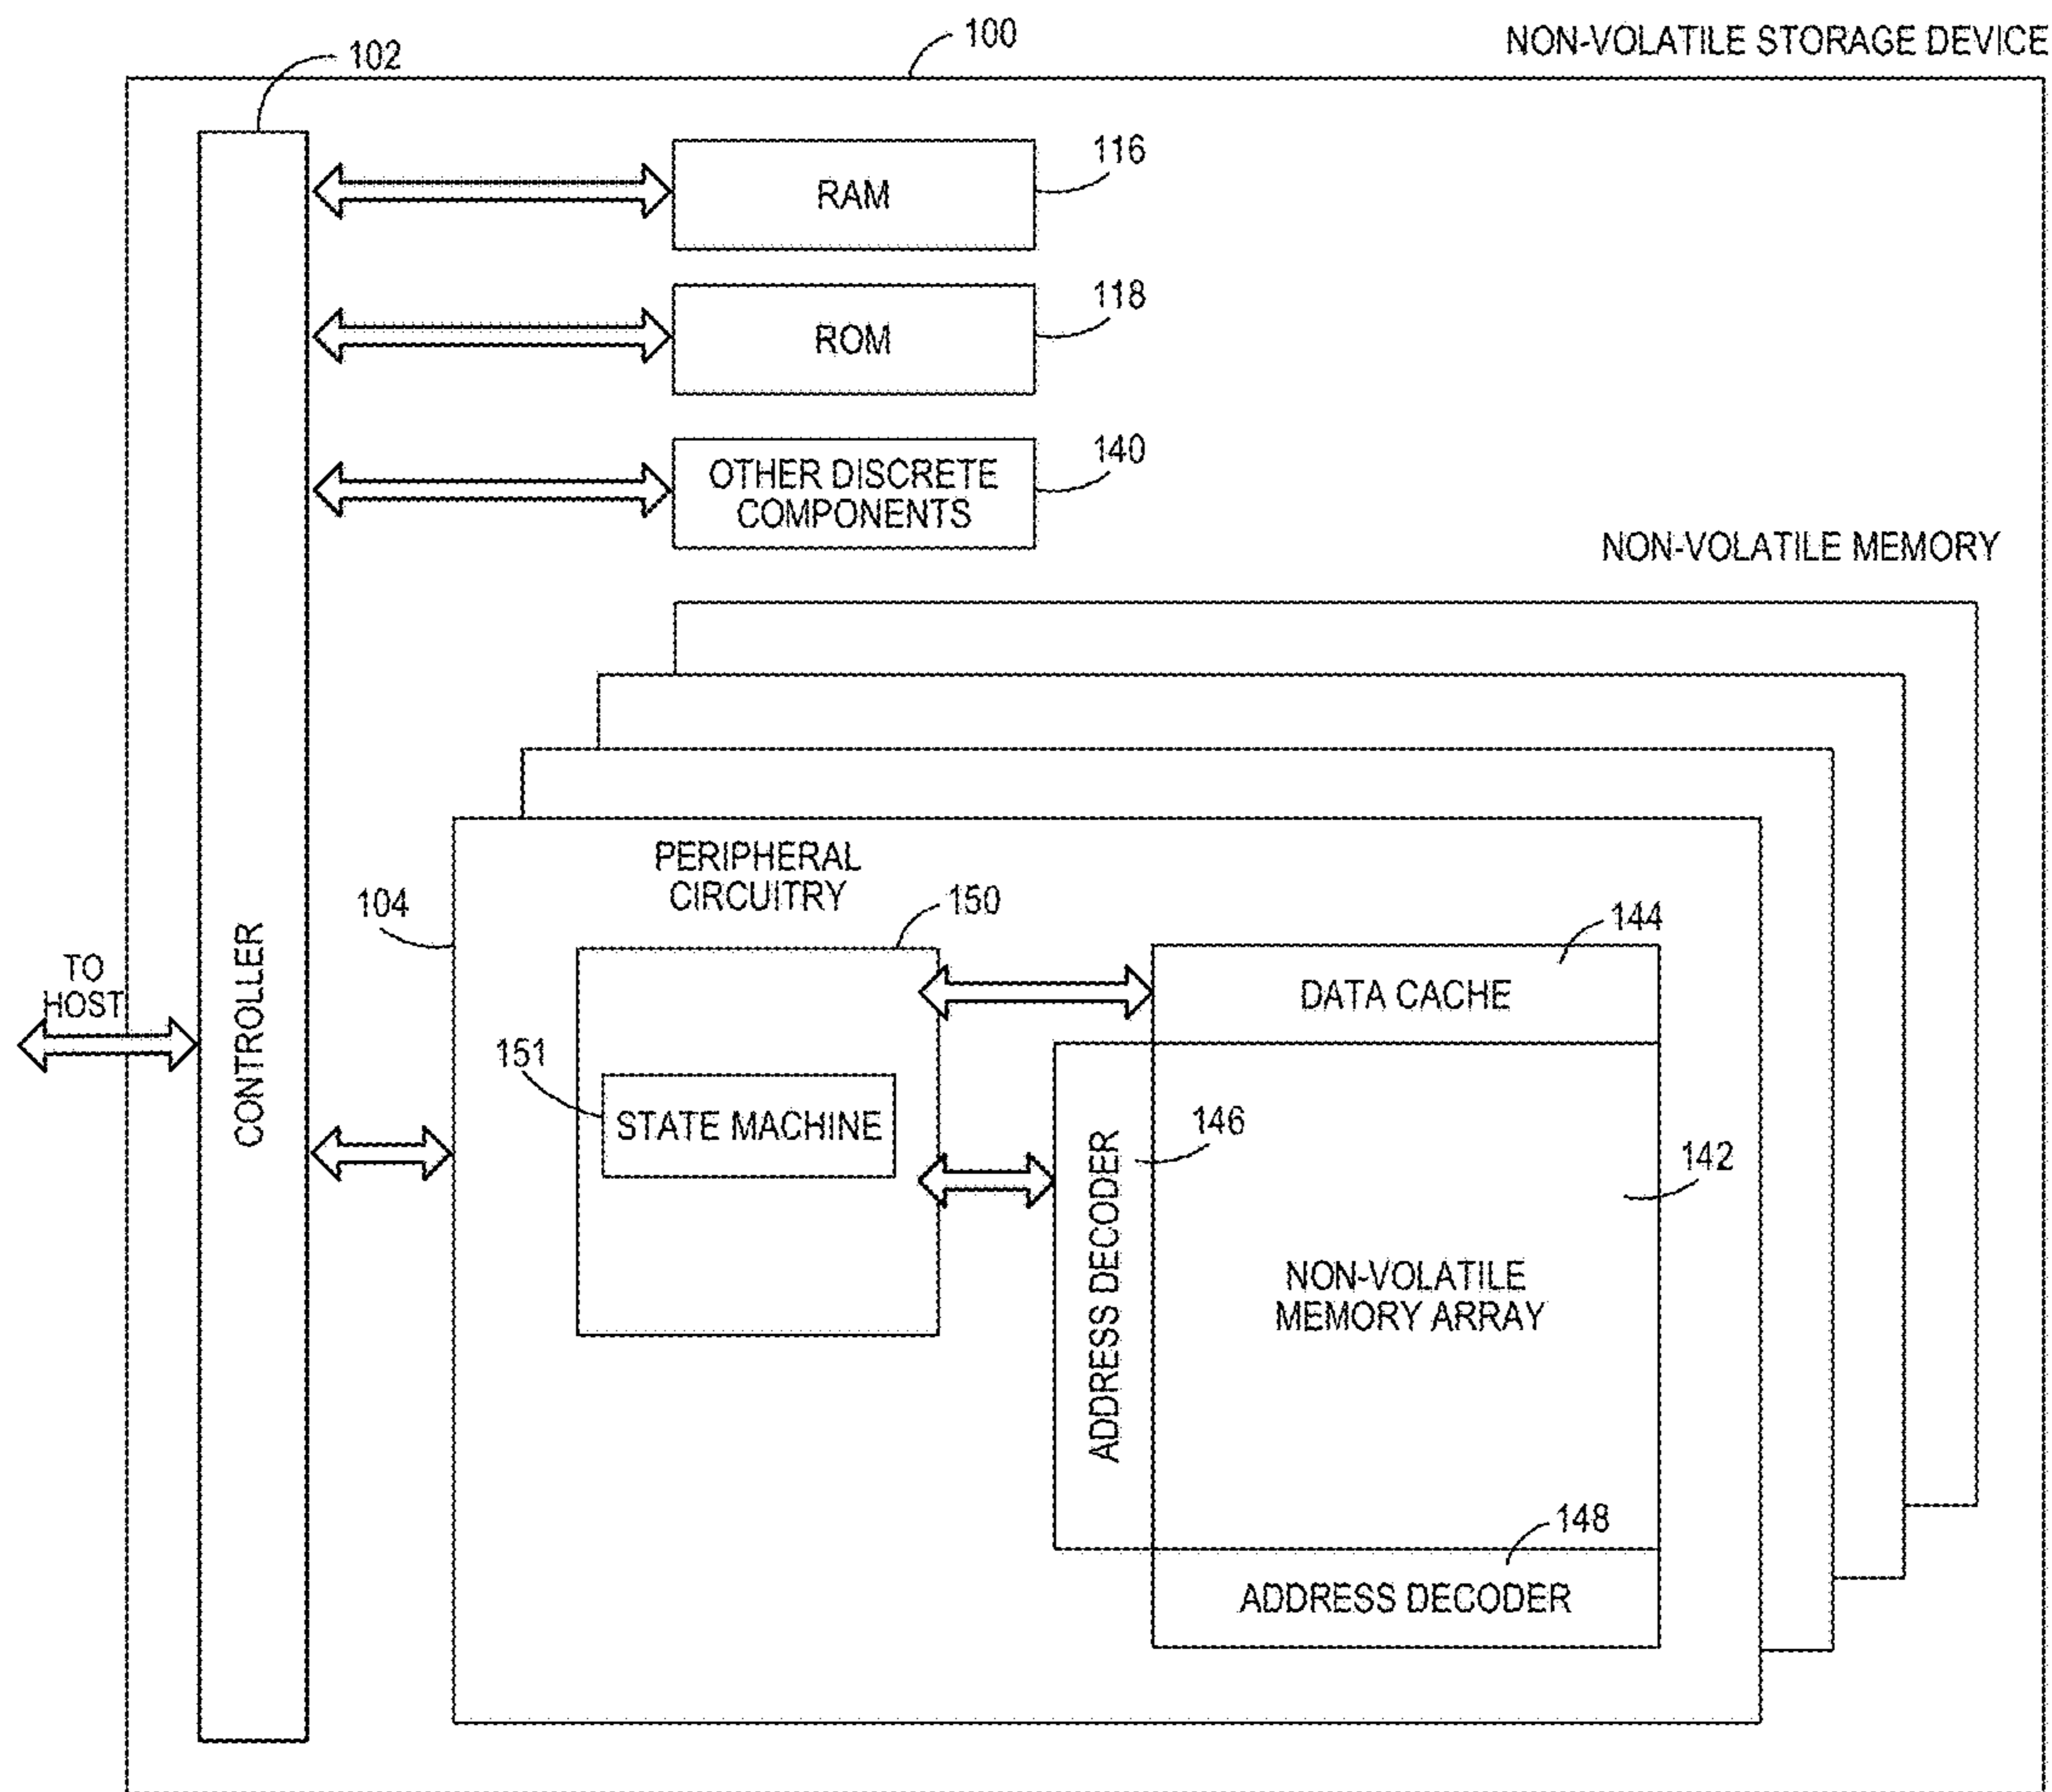 100
NON-VOLATILE STORAGE DEVICE
102
116
RAM
118
ROM
140
OTHER DISCRETE
COMPONENTS
NON-VOLATILE MEMORY
PERIPHERAL
CIRCUITRY
104
150
144
TO
HOST
CONTROLLER
DATA CACHE
151
STATE MACHINE
146
142
ADDRESS DECODER
NON-VOLATILE
MEMORY ARRAY
148
ADDRESS DECODER